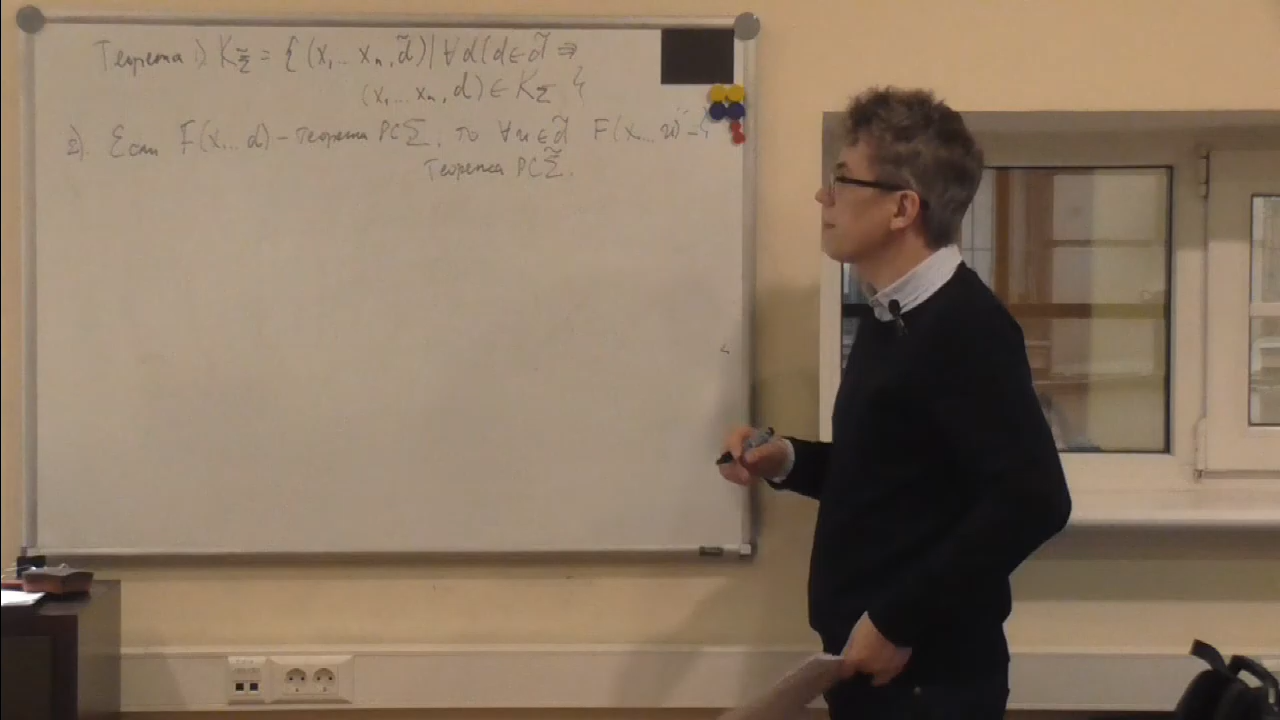 Теорема 1) K_Σ̃ = { (x₁...xₙ, d̃) | ∀d (d ∈ d̃ ⇒
(x₁...xₙ, d) ∈ K_Σ }
2). Если F(x...d) – теорема PCΣ, то ∀u ∈ d̃ F(x...u) –
теорема PCΣ̃.